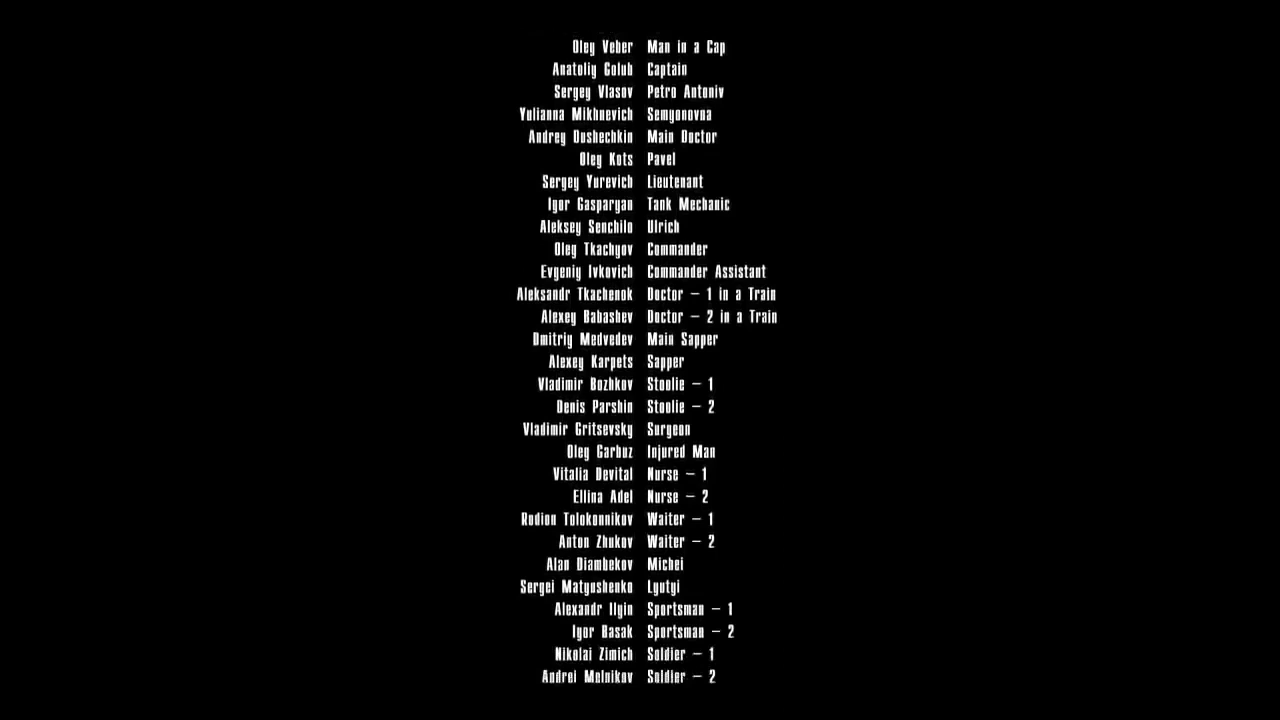 Oleg Veber Man in a Cap
Anatoliy Golub Captain
Sergey Vlasov Petro Antoniv
Yulianna Mikhnevich Semyonovna
Andrey Dushechkin Main Doctor
Oleg Kots Pavel
Sergey Yurevich Lieutenant
Igor Gasparyan Tank Mechanic
Aleksey Senchilo Ulrich
Oleg Tkachyov Commander
Evgeniy Ivkovich Commander Assistant
Aleksandr Tkachenok Doctor – 1 in a Train
Alexey Babashev Doctor – 2 in a Train
Dmitriy Medvedev Main Sapper
Alexey Karpets Sapper
Vladimir Bozhkov Stoolie – 1
Denis Parshin Stoolie – 2
Vladimir Gritsevsky Surgeon
Oleg Garbuz Injured Man
Vitalia Devital Nurse – 1
Ellina Adel Nurse – 2
Rodion Tolokonnikov Waiter – 1
Anton Zhukov Waiter – 2
Alan Diambekov Michei
Sergei Matyushenko Lyutyi
Alexandr Ilyin Sportsman – 1
Igor Basak Sportsman – 2
Nikolai Zimich Soldier – 1
Andrei Melnikov Soldier – 2